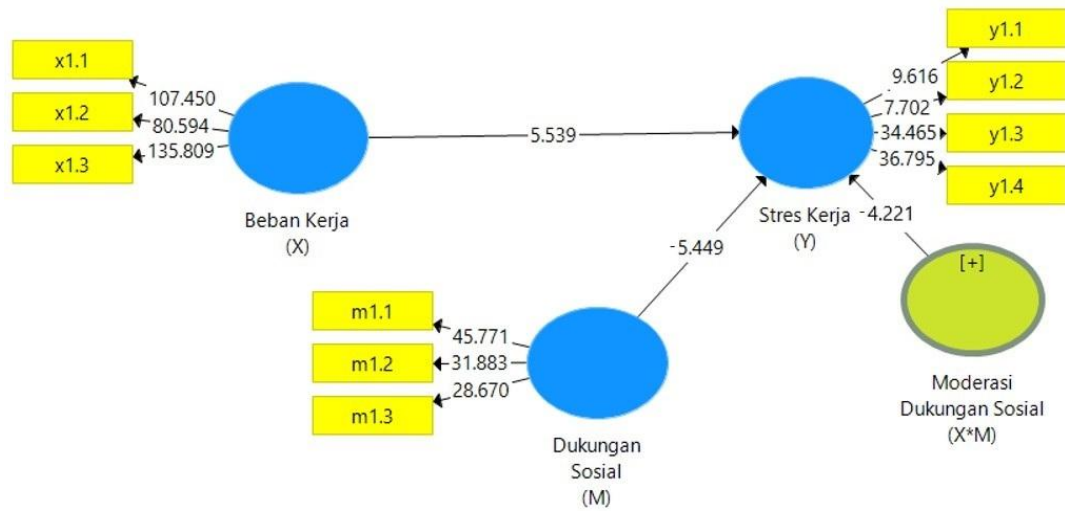 x1.1
x1.2
x1.3
107.450
80.594
135.809
Beban Kerja
(X)
5.539
y1.1
y1.2
y1.3
y1.4
9.616
7.702
34.465
36.795
Stres Kerja
(Y)
-5.449
-4.221
[+]
Moderasi
Dukungan Sosial
(X*M)
m1.1
m1.2
m1.3
45.771
31.883
28.670
Dukungan
Sosial
(M)